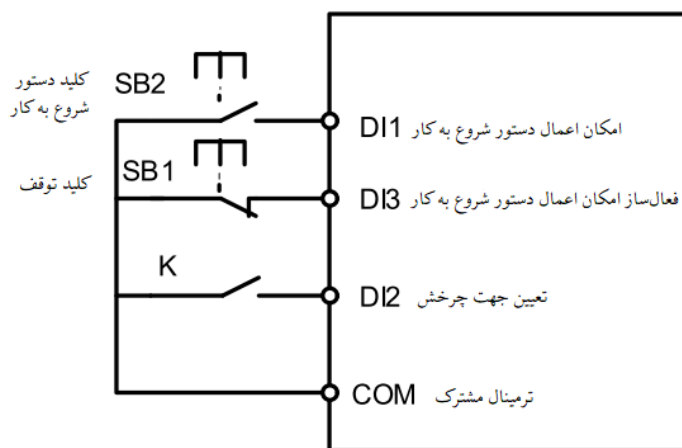 کلید دستور
شروع به کار
SB2
DI1 امکان اعمال دستور شروع به کار
کلید توقف
SB1
DI3 فعال‌ساز امکان اعمال دستور شروع به کار
K
DI2 تعیین جهت چرخش
COM ترمینال مشترک